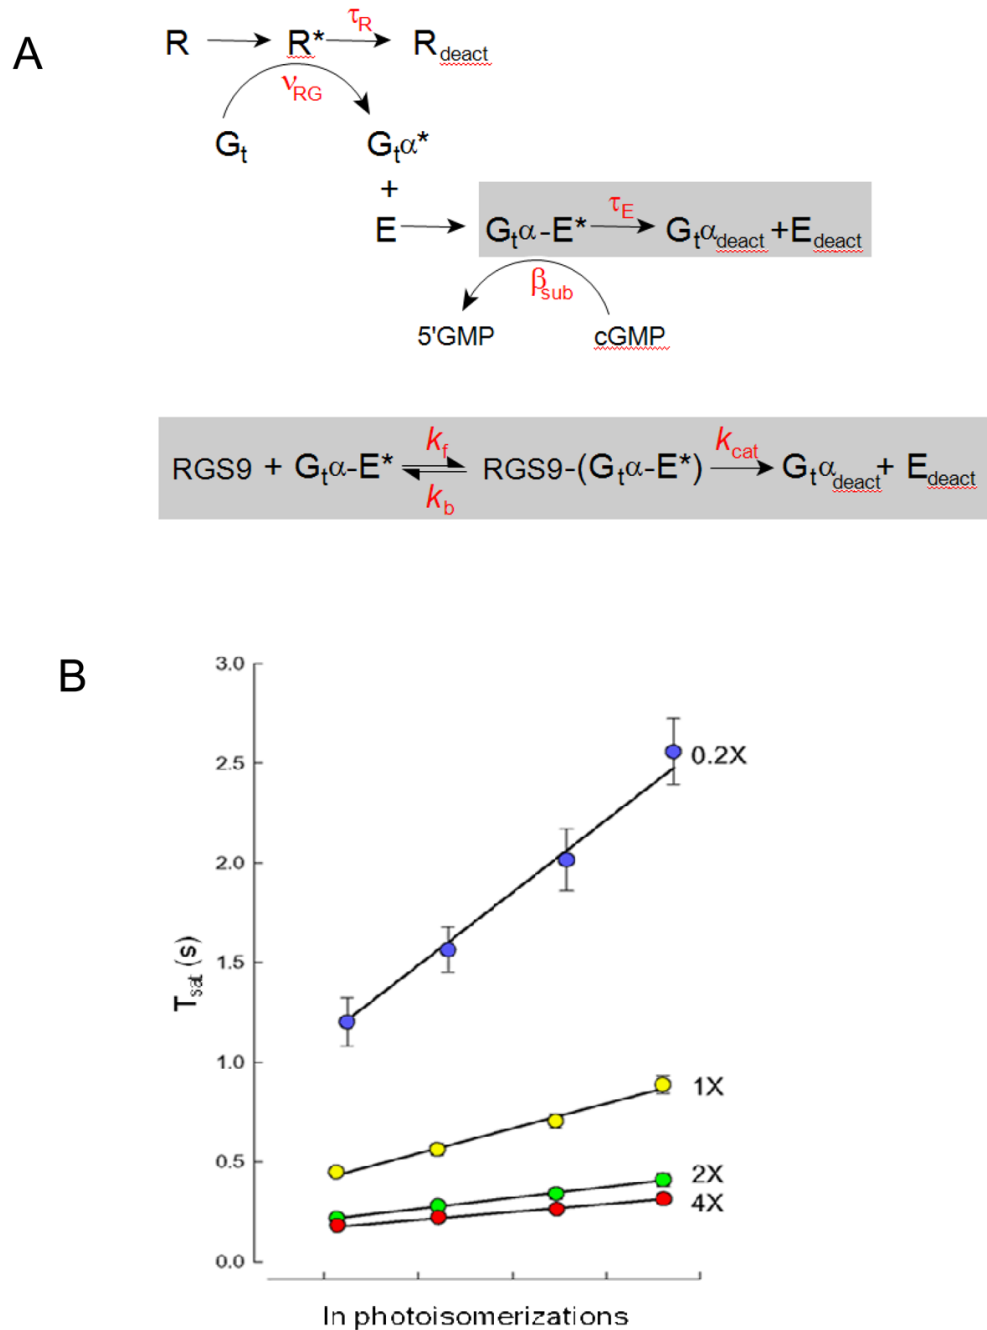 A
R R* τR Rdeact
νRG
Gt Gtα*
+
E Gtα-E* τE Gtαdeact +Edeact
βsub
5'GMP cGMP
RGS9 + Gtα-E* kf kb RGS9-(Gtα-E*) kcat Gtαdeact+ Edeact
B
3.0
2.5
2.0
1.5
1.0
0.5
0.0
Tsat (s)
0.2X
1X
2X
4X
In photoisomerizations